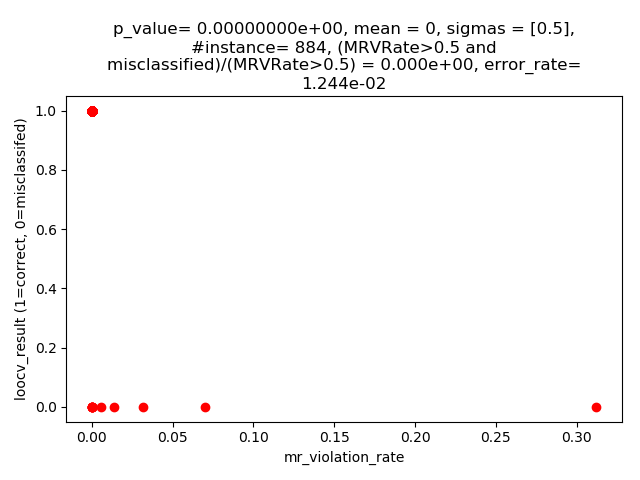 p_value= 0.00000000e+00, mean = 0, sigmas = [0.5],
#instance= 884, (MRVRate>0.5 and
misclassified)/(MRVRate>0.5) = 0.000e+00, error_rate=
1.244e-02
loocv_result (1=correct, 0=misclassifed)
1.0
0.8
0.6
0.4
0.2
0.0
0.00 0.05 0.10 0.15 0.20 0.25 0.30
mr_violation_rate